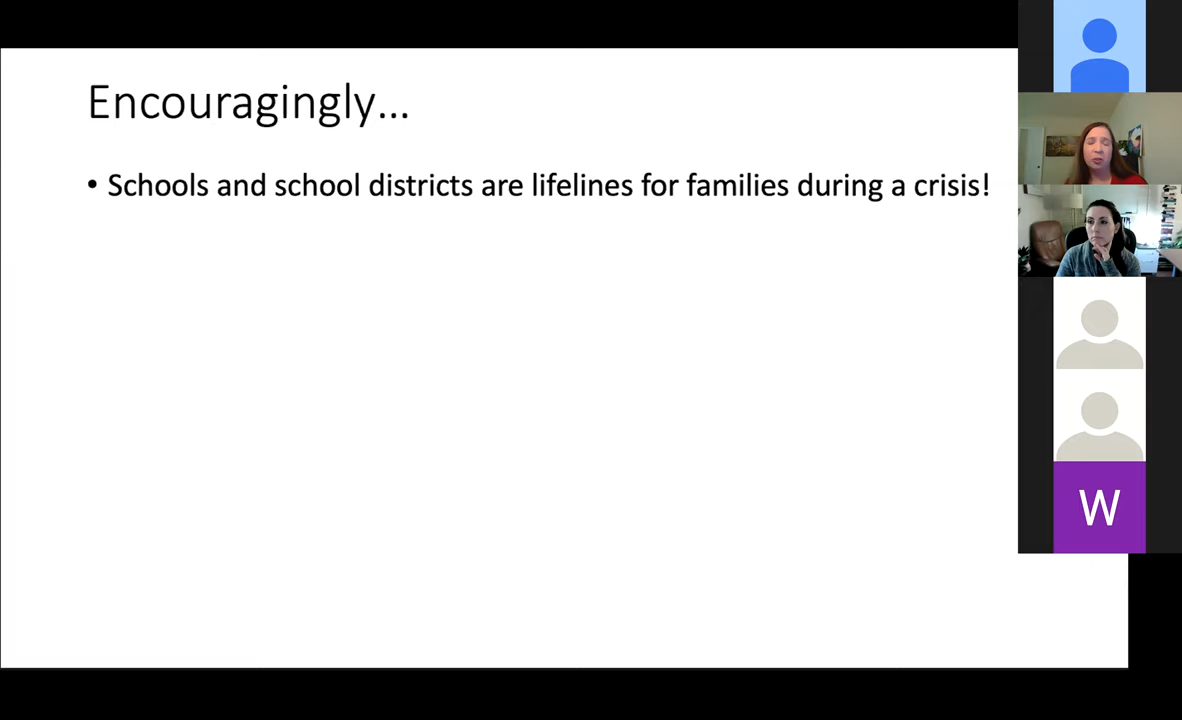 Encouragingly...
• Schools and school districts are lifelines for families during a crisis!
W